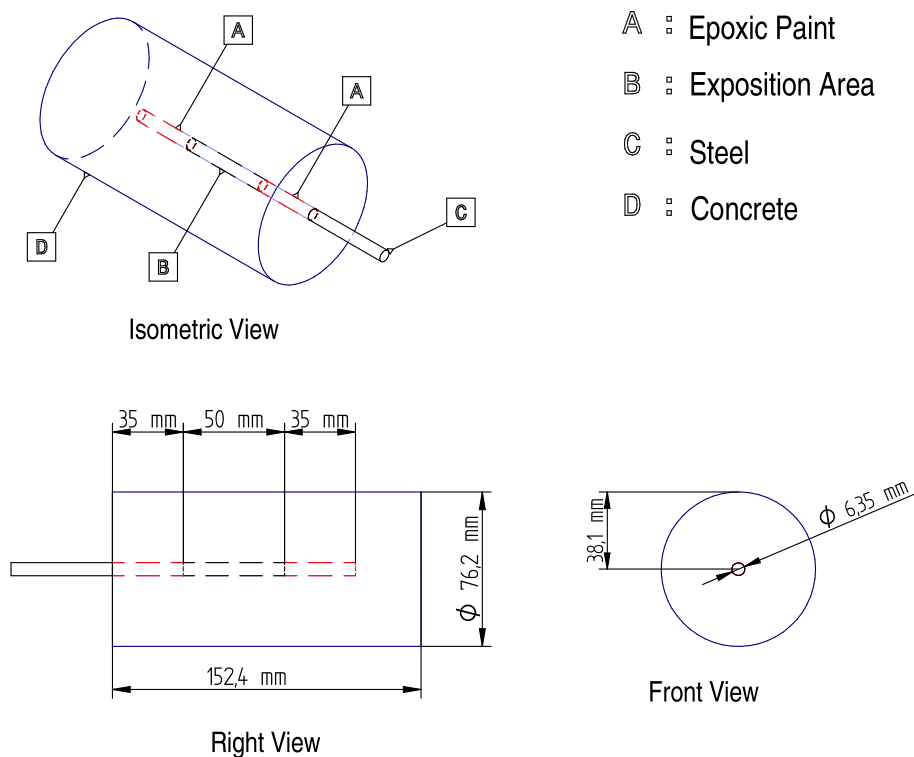 A
A
C
D
B
Isometric View
A : Epoxic Paint
B : Exposition Area
C : Steel
D : Concrete
35 mm 50 mm 35 mm
ϕ 76,2 mm
152,4 mm
Right View
38,1 mm
ϕ 6,35 mm
Front View